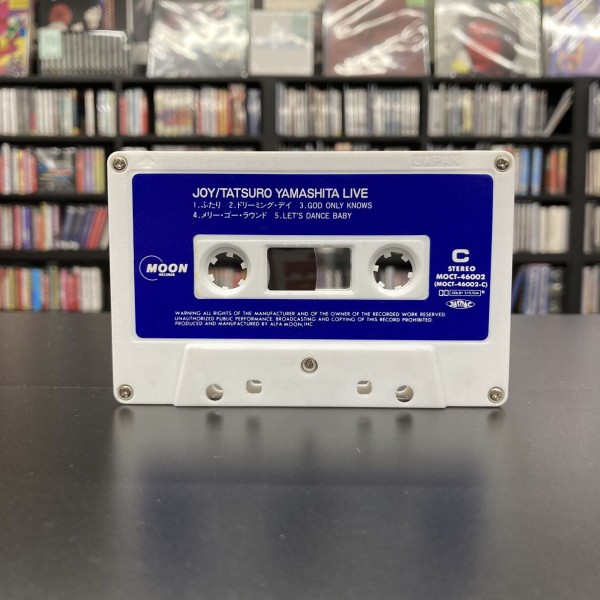 JAPAN
JOY/TATSURO YAMASHITA LIVE
1.ふたり 2.ドリーミング・デイ 3.GOD ONLY KNOWS
4.メリー・ゴー・ラウンド 5.LET'S DANCE BABY
MOON
RECORDS
C
STEREO
MOCT-46002
(MOCT-46002-C)
DOLBY SYSTEM
WARNING ALL RIGHTS OF THE MANUFACTURER AND OF THE OWNER OF THE RECORDED WORK RESERVED
UNAUTHORIZED PUBLIC PERFORMANCE. BROADCASTING AND COPYING OF THIS RECORD PROHIBITED
PRODUCED AND MANUFACTURED BY ALFA MOON, INC